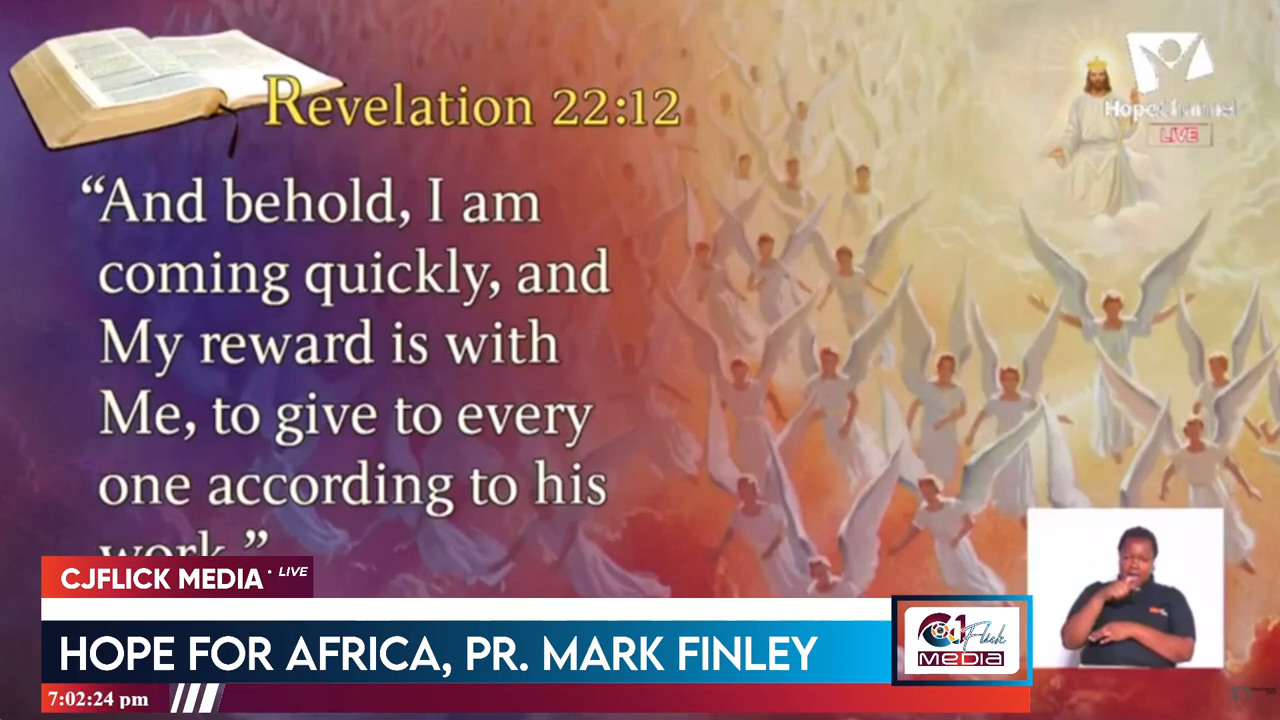 Revelation 22:12
“And behold, I am
coming quickly, and
My reward is with
Me, to give to every
one according to his
work.”
HopeChannel
LIVE
CJFLICK MEDIA • LIVE
HOPE FOR AFRICA, PR. MARK FINLEY
Flick
MEDIA
7:02:24 pm